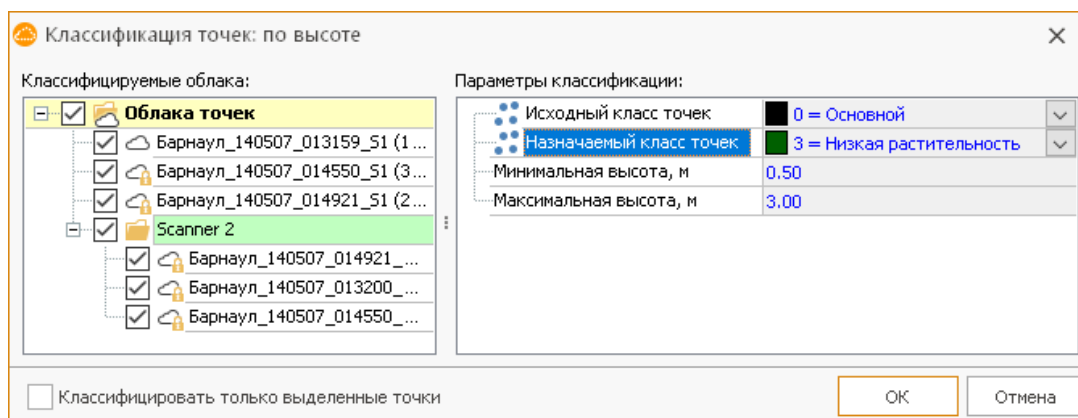 Классификация точек: по высоте
Классифицируемые облака:
Облака точек
Барнаул_140507_013159_S1 (1 ...
Барнаул_140507_014550_S1 (3...
Барнаул_140507_014921_S1 (2...
Scanner 2
Барнаул_140507_014921_...
Барнаул_140507_013200_...
Барнаул_140507_014550_...
Параметры классификации:
Исходный класс точек 0 = Основной
Назначаемый класс точек 3 = Низкая растительность
Минимальная высота, м 0.50
Максимальная высота, м 3.00
Классифицировать только выделенные точки
ОК Отмена